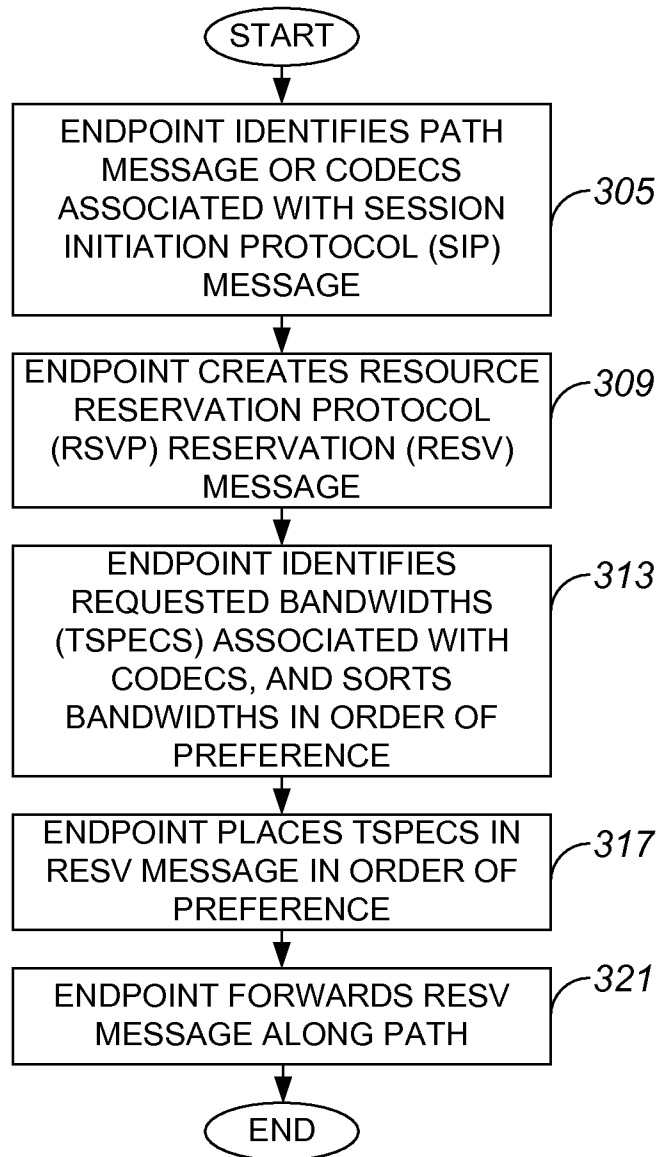 START
ENDPOINT IDENTIFIES PATH
MESSAGE OR CODECS
ASSOCIATED WITH SESSION
INITIATION PROTOCOL (SIP)
MESSAGE
305
ENDPOINT CREATES RESOURCE
RESERVATION PROTOCOL
(RSVP) RESERVATION (RESV)
MESSAGE
309
ENDPOINT IDENTIFIES
REQUESTED BANDWIDTHS
(TSPECS) ASSOCIATED WITH
CODECS, AND SORTS
BANDWIDTHS IN ORDER OF
PREFERENCE
313
ENDPOINT PLACES TSPECS IN
RESV MESSAGE IN ORDER OF
PREFERENCE
317
ENDPOINT FORWARDS RESV
MESSAGE ALONG PATH
321
END